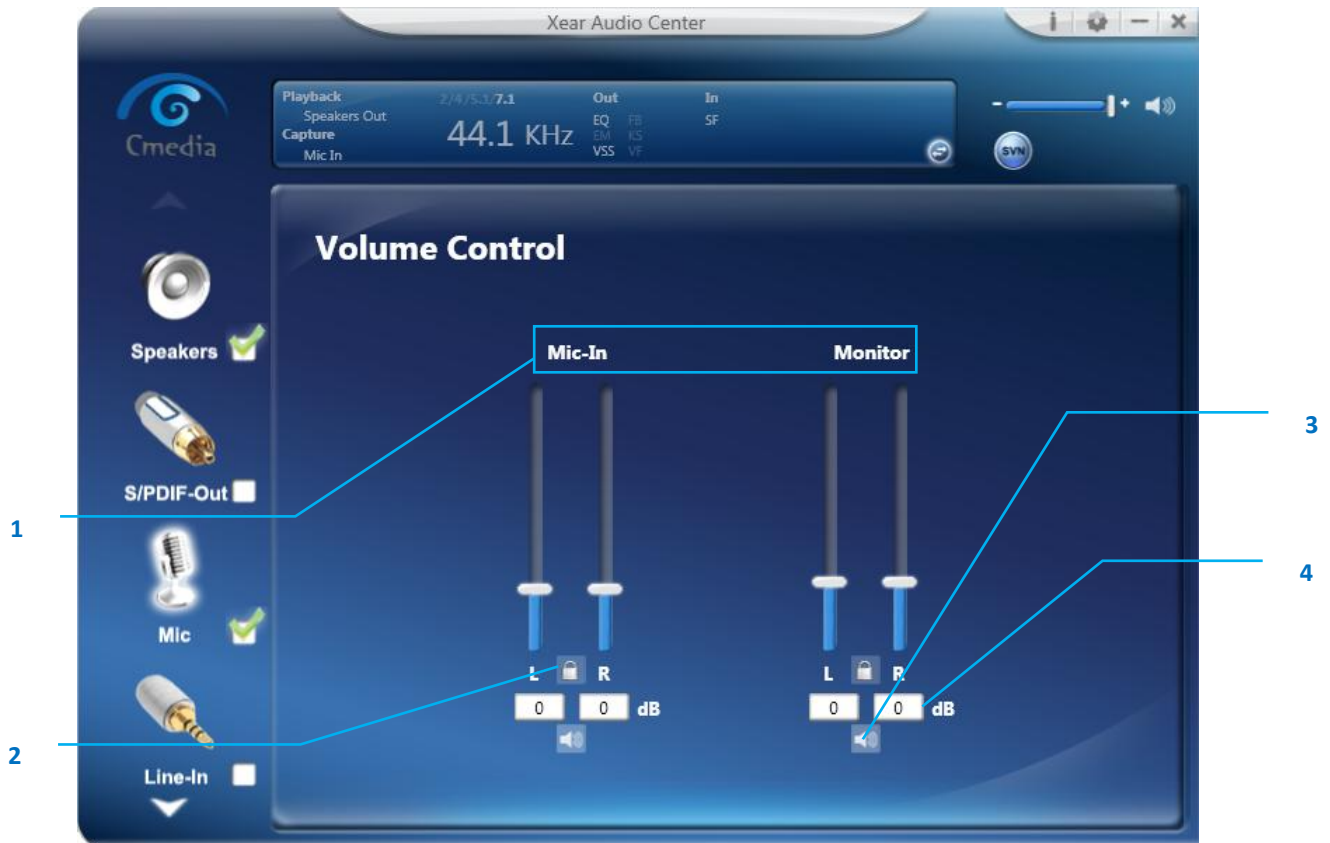 Xear Audio Center
i
Cmedia
Playback
Speakers Out
Capture
Mic In
2/4/5.1/7.1
44.1 KHz
Out
EQ FB
EM KS
VSS VF
In
SF
- +
SVN
Volume Control
Mic-In Monitor
Speakers
S/PDIF-Out
Mic
Line-In
L R L R
0 0 dB 0 0 dB
1
2
3
4